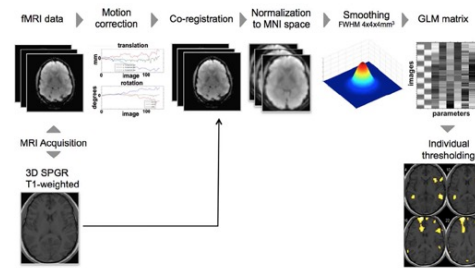 fMRI data
Motion
correction
Co-registration
Normalization
to MNI space
Smoothing
FWHM 4x4x4mm³
GLM matrix
translation
mm
image
100
rotation
degrees
image
100
images
parameters
MRI Acquisition
3D SPGR
T1-weighted
Individual
thresholding